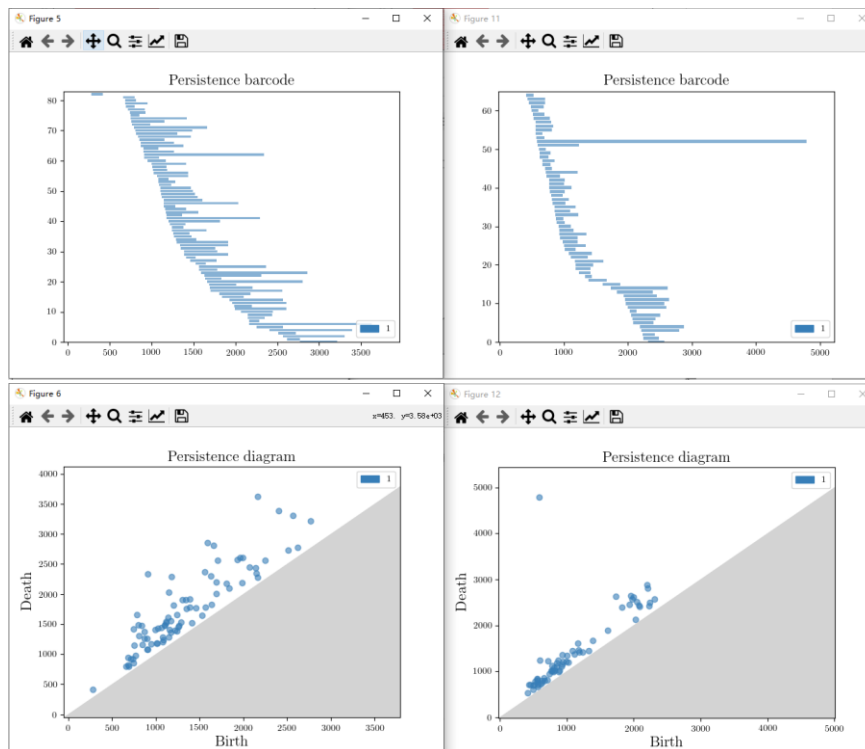 Figure 5
Persistence barcode
80
70
60
50
40
30
20
10
0
0 500 1000 1500 2000 2500 3000 3500
1
Figure 11
Persistence barcode
60
50
40
30
20
10
0
0 1000 2000 3000 4000 5000
1
Figure 6
x=453. y=3.58e+03
Persistence diagram
4000
3500
3000
2500
2000
1500
1000
500
0
Death
0 500 1000 1500 2000 2500 3000 3500
Birth
1
Figure 12
Persistence diagram
5000
4000
3000
2000
1000
0
Death
0 1000 2000 3000 4000 5000
Birth
1